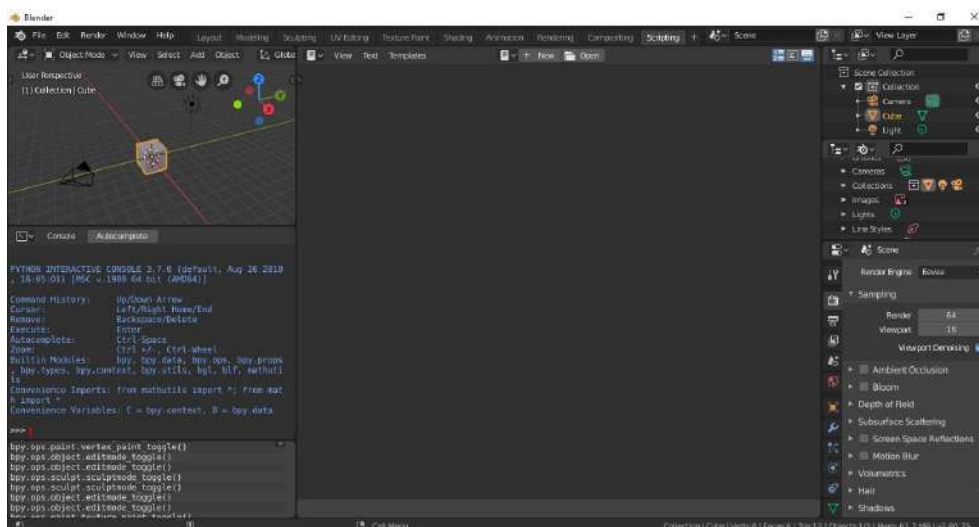 Blender
File Edit Render Window Help Layout Modeling Sculpting UV Editing Texture Paint Shading Animation Rendering Compositing Scripting + Scene View Layer
Object Mode View Select Add Object Global
User Perspective
(1) Collection | Cube
View Text Templates + New Open
Scene Collection
Collection
Camera
Cube
Light
Cameras
Collections
Images
Lights
Line Styles
Console Autocomplete
PYTHON INTERACTIVE CONSOLE 3.7.0 (default, Aug 26 2018
, 16:05:01) [MSC v.1900 64 bit (AMD64)]
Command History: Up/Down Arrow
Cursor: Left/Right Home/End
Remove: Backspace/Delete
Execute: Enter
Autocomplete: Ctrl-Space
Zoom: Ctrl +/-, Ctrl-Wheel
Builtin Modules: bpy, bpy.data, bpy.ops, bpy.props
, bpy.types, bpy.context, bpy.utils, bgl, blf, mathuti
ls
Convenience Imports: from mathutils import *; from mat
h import *
Convenience Variables: C = bpy.context, D = bpy.data
>>>
bpy.ops.paint.vertex_paint_toggle()
bpy.ops.object.editmode_toggle()
bpy.ops.object.editmode_toggle()
bpy.ops.sculpt.sculptmode_toggle()
bpy.ops.sculpt.sculptmode_toggle()
bpy.ops.object.editmode_toggle()
bpy.ops.object.editmode_toggle()
bpy.ops.paint.texture_paint_toggle()
Scene
Render Engine Eevee
Sampling
Render 64
Viewport 16
Viewport Denoising
Ambient Occlusion
Bloom
Depth of Field
Subsurface Scattering
Screen Space Reflections
Motion Blur
Volumetrics
Hair
Shadows
Call Menu